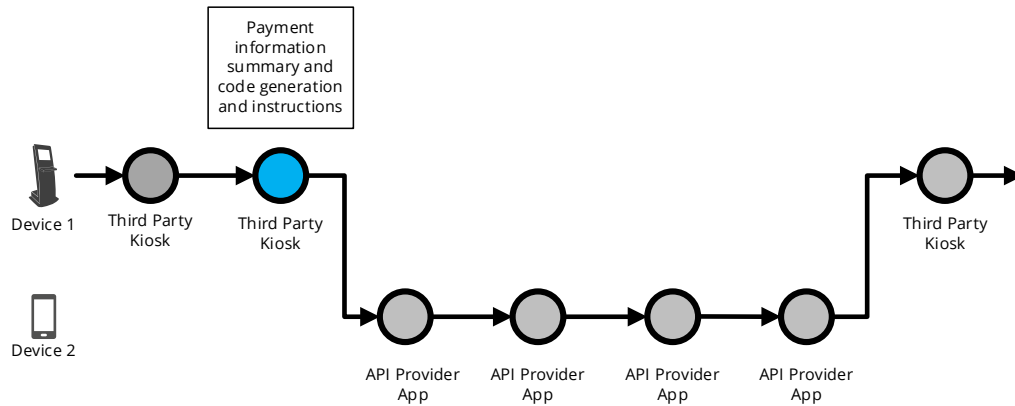 Payment
information
summary and
code generation
and instructions
Device 1
Third Party
Kiosk
Third Party
Kiosk
Third Party
Kiosk
Device 2
API Provider
App
API Provider
App
API Provider
App
API Provider
App